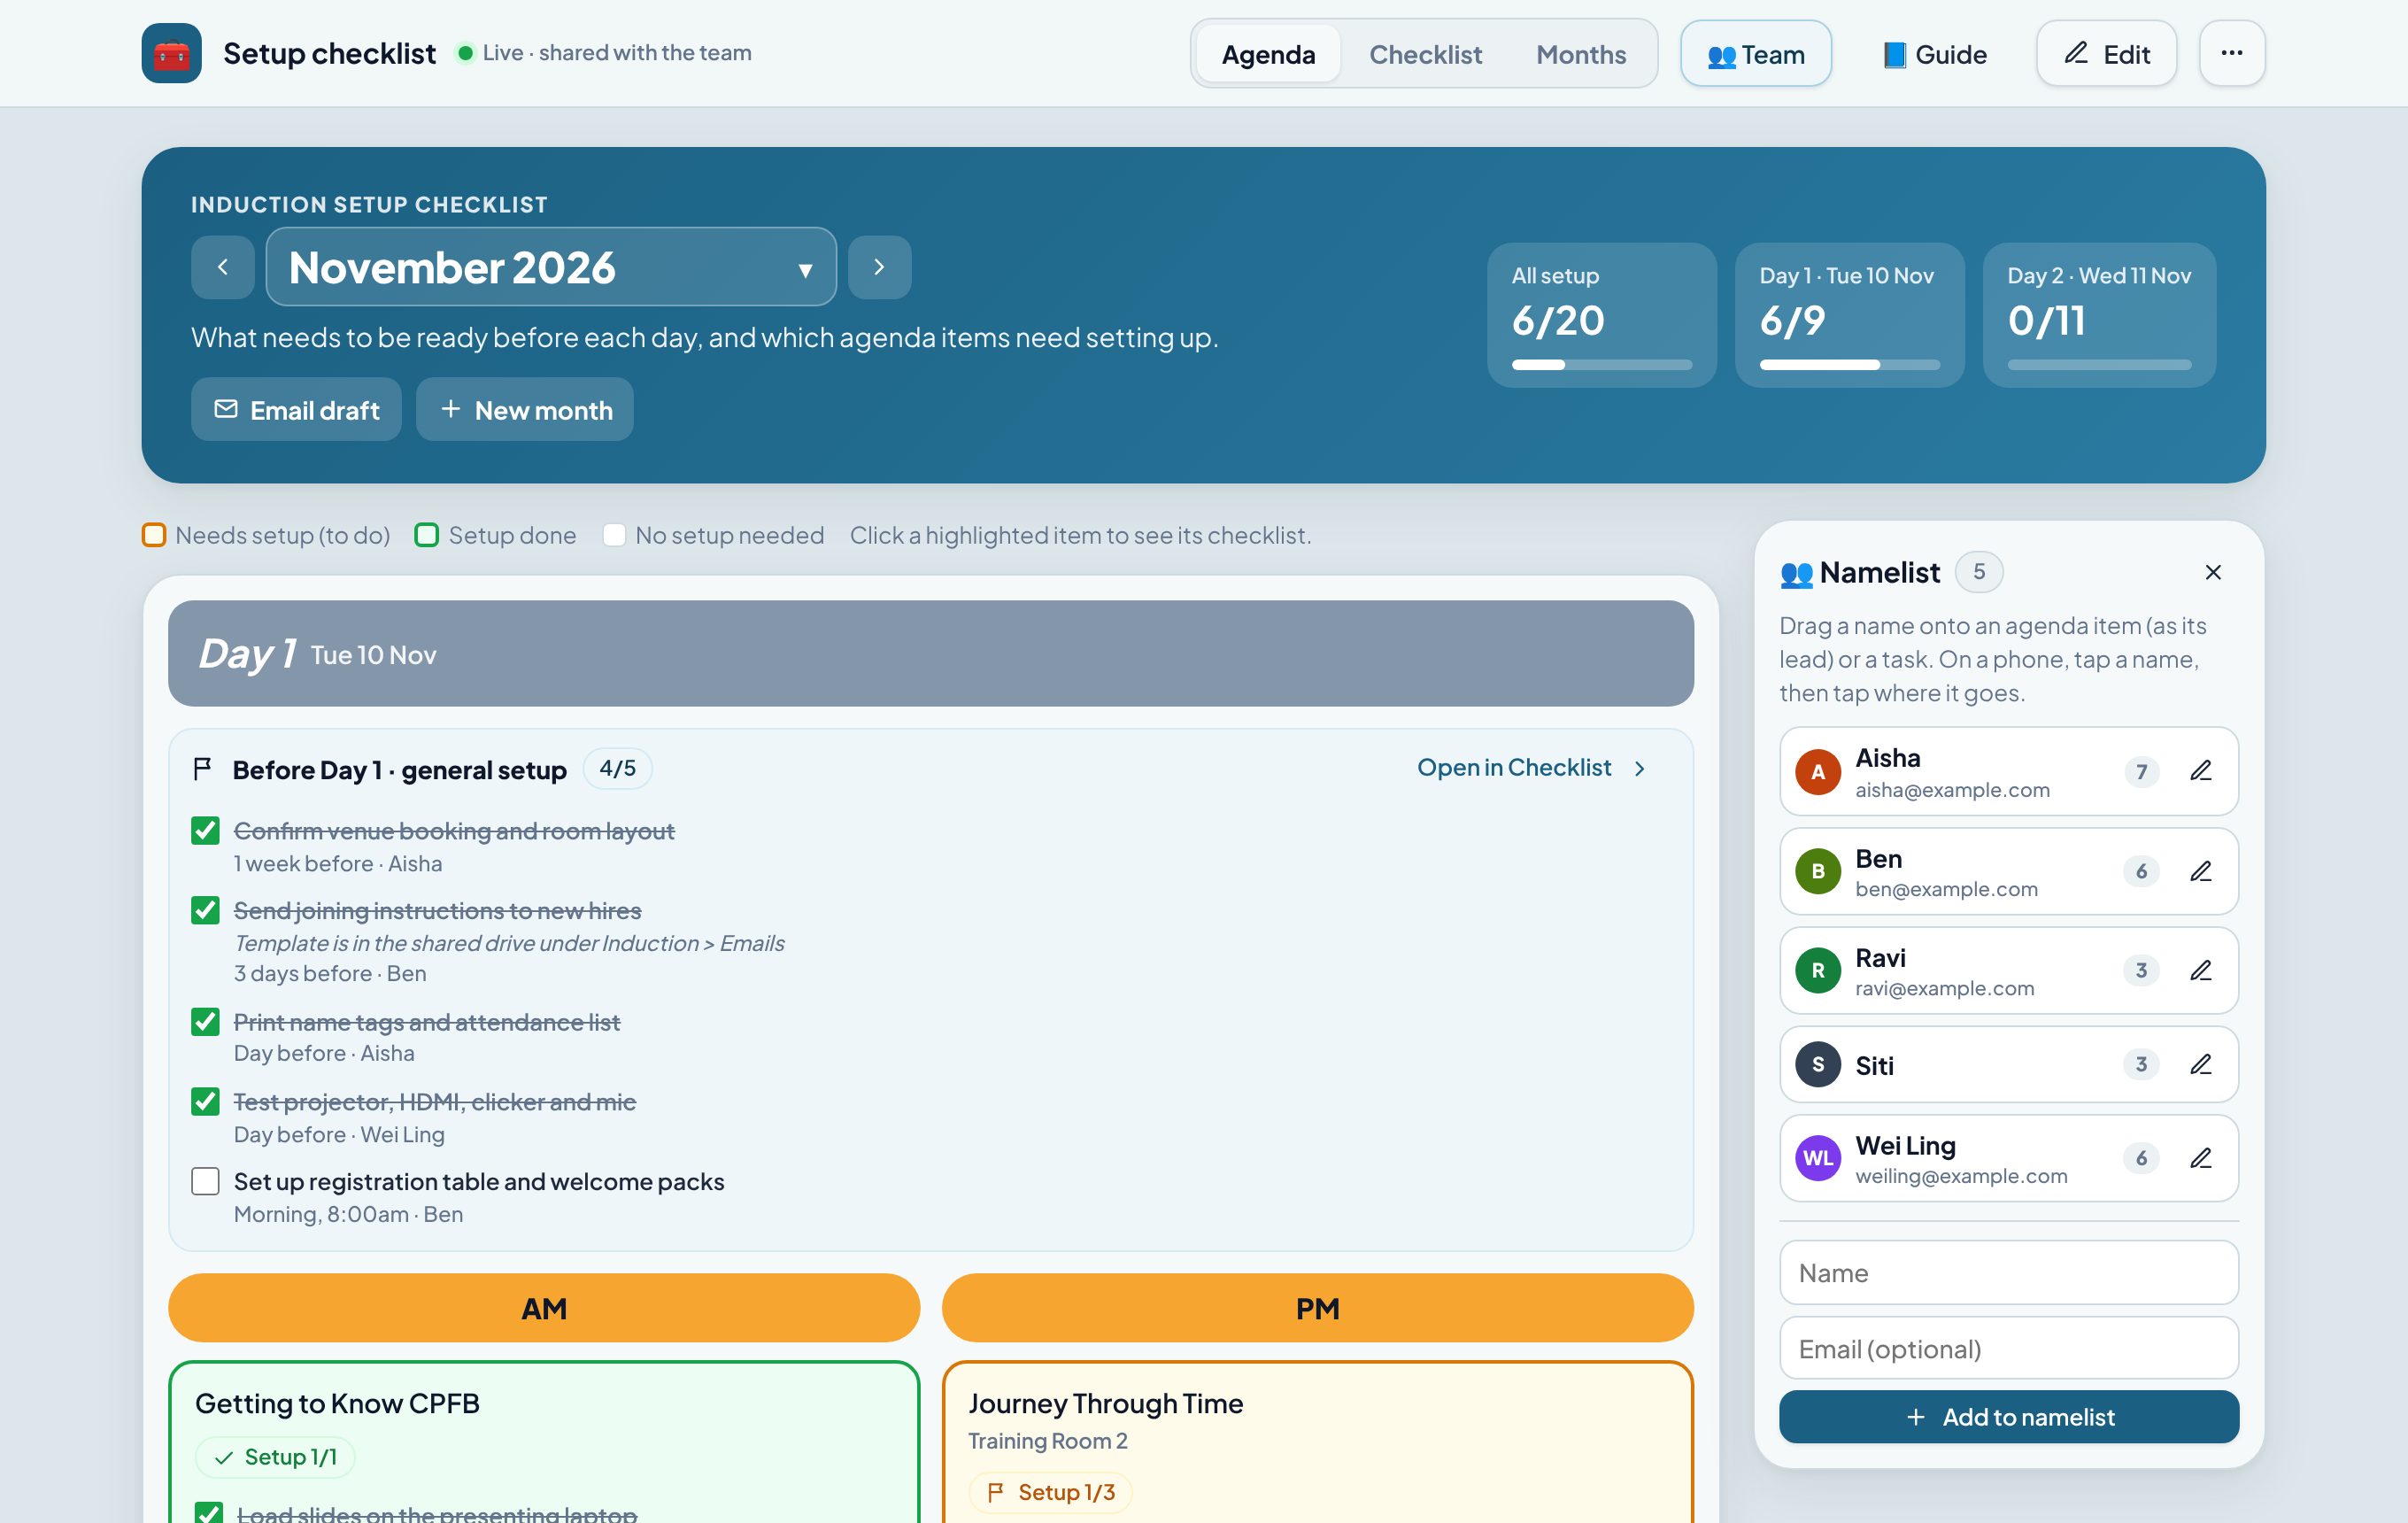 Setup checklist
Live · shared with the team
Agenda
Checklist
Months
Team
Guide
Edit
INDUCTION SETUP CHECKLIST
November 2026
What needs to be ready before each day, and which agenda items need setting up.
Email draft
New month
All setup
6/20
Day 1 · Tue 10 Nov
6/9
Day 2 · Wed 11 Nov
0/11
Needs setup (to do)
Setup done
No setup needed
Click a highlighted item to see its checklist.
Day 1 Tue 10 Nov
Before Day 1 · general setup 4/5
Open in Checklist
Confirm venue booking and room layout
1 week before · Aisha
Send joining instructions to new hires
Template is in the shared drive under Induction > Emails
3 days before · Ben
Print name tags and attendance list
Day before · Aisha
Test projector, HDMI, clicker and mic
Day before · Wei Ling
Set up registration table and welcome packs
Morning, 8:00am · Ben
AM
PM
Getting to Know CPFB
Setup 1/1
Load slides on the presenting laptop
Journey Through Time
Training Room 2
Setup 1/3
Namelist 5
Drag a name onto an agenda item (as its
lead) or a task. On a phone, tap a name,
then tap where it goes.
A
Aisha
aisha@example.com
7
B
Ben
ben@example.com
6
R
Ravi
ravi@example.com
3
S
Siti
3
WL
Wei Ling
weiling@example.com
6
Name
Email (optional)
Add to namelist